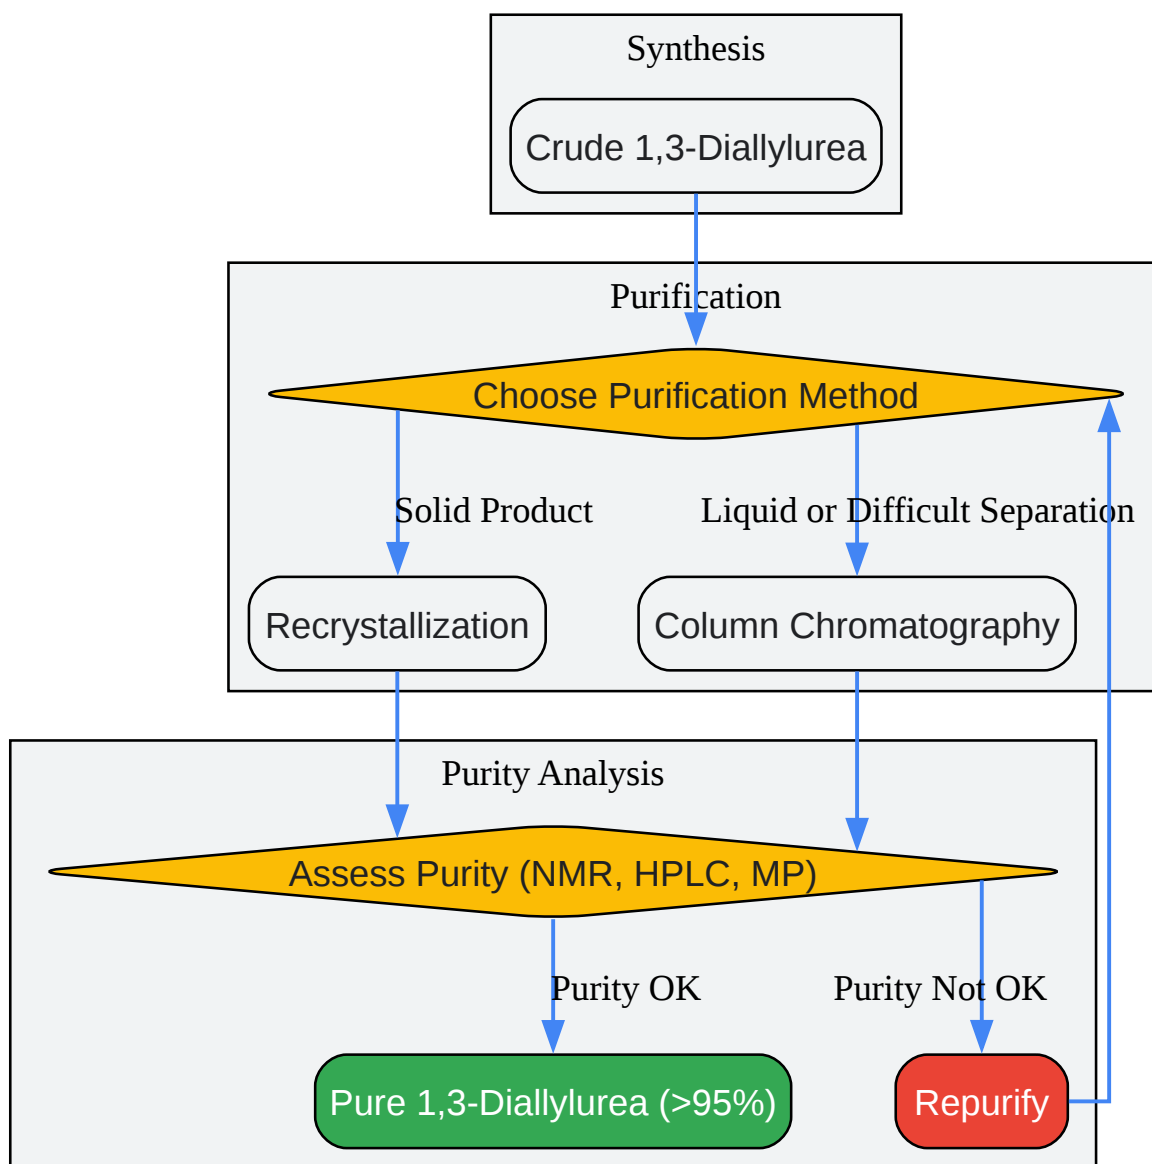 Synthesis
Crude 1,3-Diallylurea
Purification
Choose Purification Method
Solid Product
Liquid or Difficult Separation
Recrystallization
Column Chromatography
Purity Analysis
Assess Purity (NMR, HPLC, MP)
Purity OK
Purity Not OK
Pure 1,3-Diallylurea (>95%)
Repurify